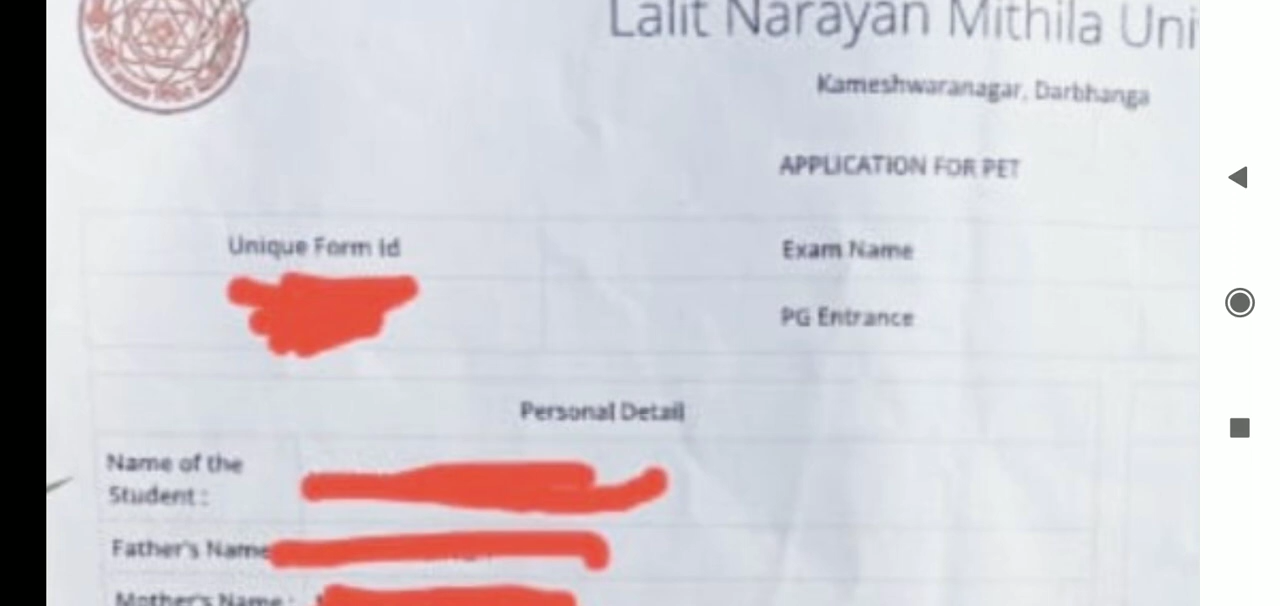 Lalit Narayan Mithila Uni
Kameshwaranagar, Darbhanga
APPLICATION FOR PET
Unique Form Id
Exam Name
PG Entrance
Personal Detail
Name of the
Student :
Father's Name
Mother's Name :